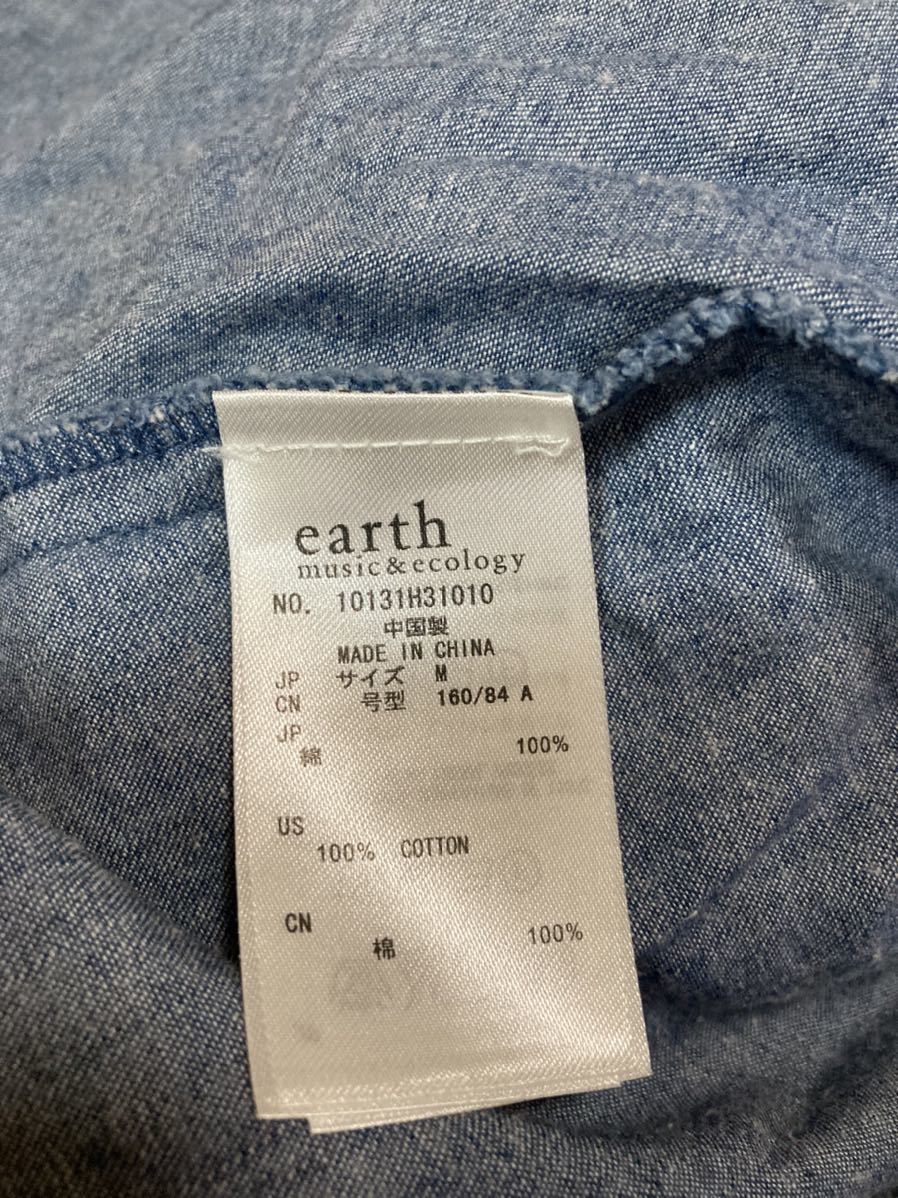 earth
music & ecology
NO. 10131H31010
中国製
MADE IN CHINA
JP サイズ M
CN 号型 160/84 A
JP
綿 100%
US
100% COTTON
CN
棉 100%